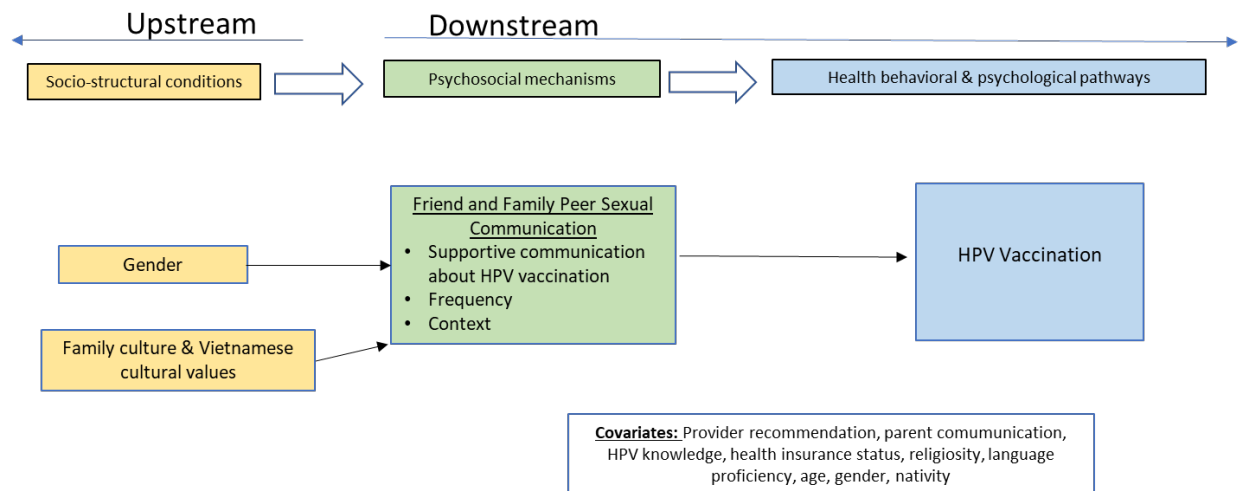 Upstream
Downstream
Socio-structural conditions
Psychosocial mechanisms
Health behavioral & psychological pathways
Friend and Family Peer Sexual
Communication
• Supportive communication
about HPV vaccination
• Frequency
• Context
Gender
Family culture & Vietnamese
cultural values
HPV Vaccination
Covariates: Provider recommendation, parent comumunication,
HPV knowledge, health insurance status, religiosity, language
proficiency, age, gender, nativity